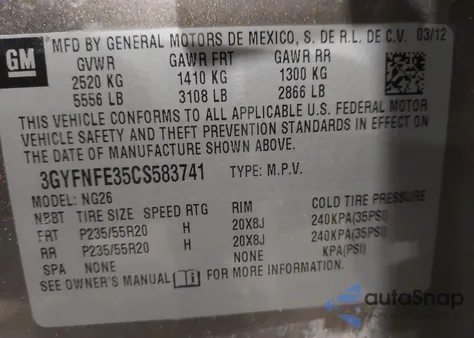 GM
MFD BY GENERAL MOTORS DE MEXICO, S. DE R.L. DE C.V. 03/12
GVWR GAWR FRT GAWR RR
2520 KG 1410 KG 1300 KG
5556 LB 3108 LB 2866 LB
THIS VEHICLE CONFORMS TO ALL APPLICABLE U.S. FEDERAL MOTOR
VEHICLE SAFETY AND THEFT PREVENTION STANDARDS IN EFFECT ON
THE DATE OF MANUFACTURE SHOWN ABOVE.
3GYFNFE35CS583741 TYPE: M.P.V.
MODEL: NG26
NBBT TIRE SIZE SPEED RTG RIM COLD TIRE PRESSURE
FRT P235/55R20 H 20X8J 240KPA(35PSI)
RR P235/55R20 H 20X8J 240KPA(35PSI)
SPA NONE NONE KPA(PSI)
SEE OWNER'S MANUAL FOR MORE INFORMATION.
autoSnap